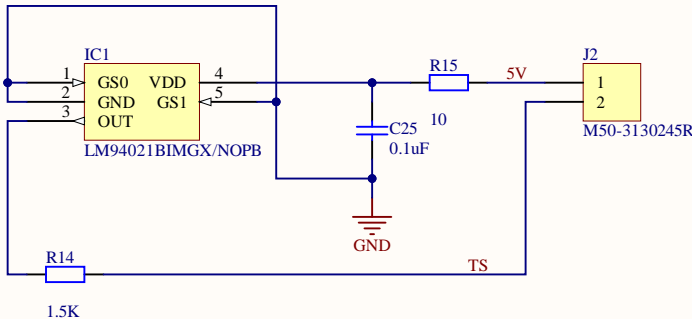 IC1
R15
J2
1
GS0
VDD
4
5V
1
2
GND
GS1
5
2
3
OUT
10
C25
0.1uF
M50-3130245R
LM94021BIMGX/NOPB
GND
R14
TS
1.5K